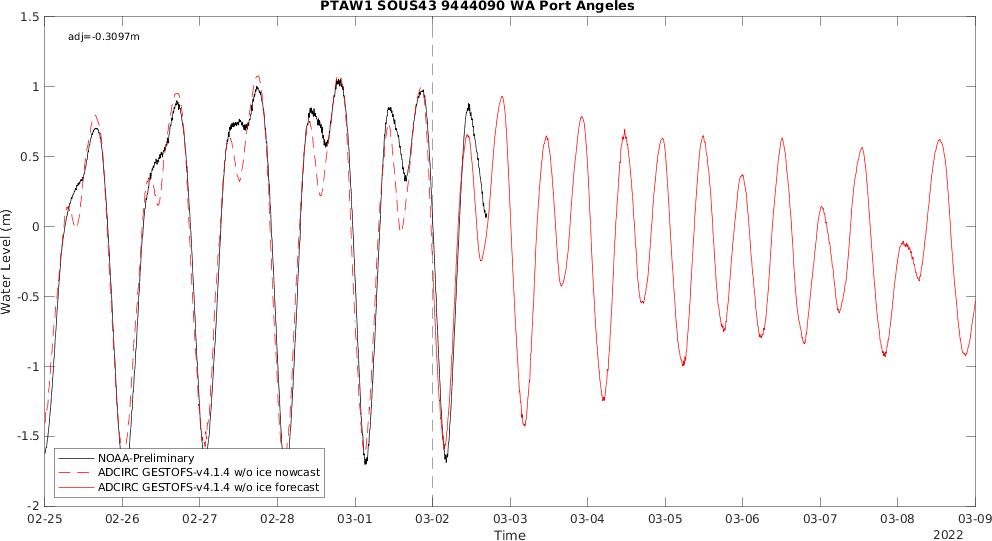 PTAW1 SOUS43 9444090 WA Port Angeles
adj=-0.3097m
1.5
1
0.5
0
-0.5
-1
-1.5
-2
Water Level (m)
NOAA-Preliminary
ADCIRC GESTOFS-v4.1.4 w/o ice nowcast
ADCIRC GESTOFS-v4.1.4 w/o ice forecast
02-25 02-26 02-27 02-28 03-01 03-02 03-03 03-04 03-05 03-06 03-07 03-08 03-09
Time
2022